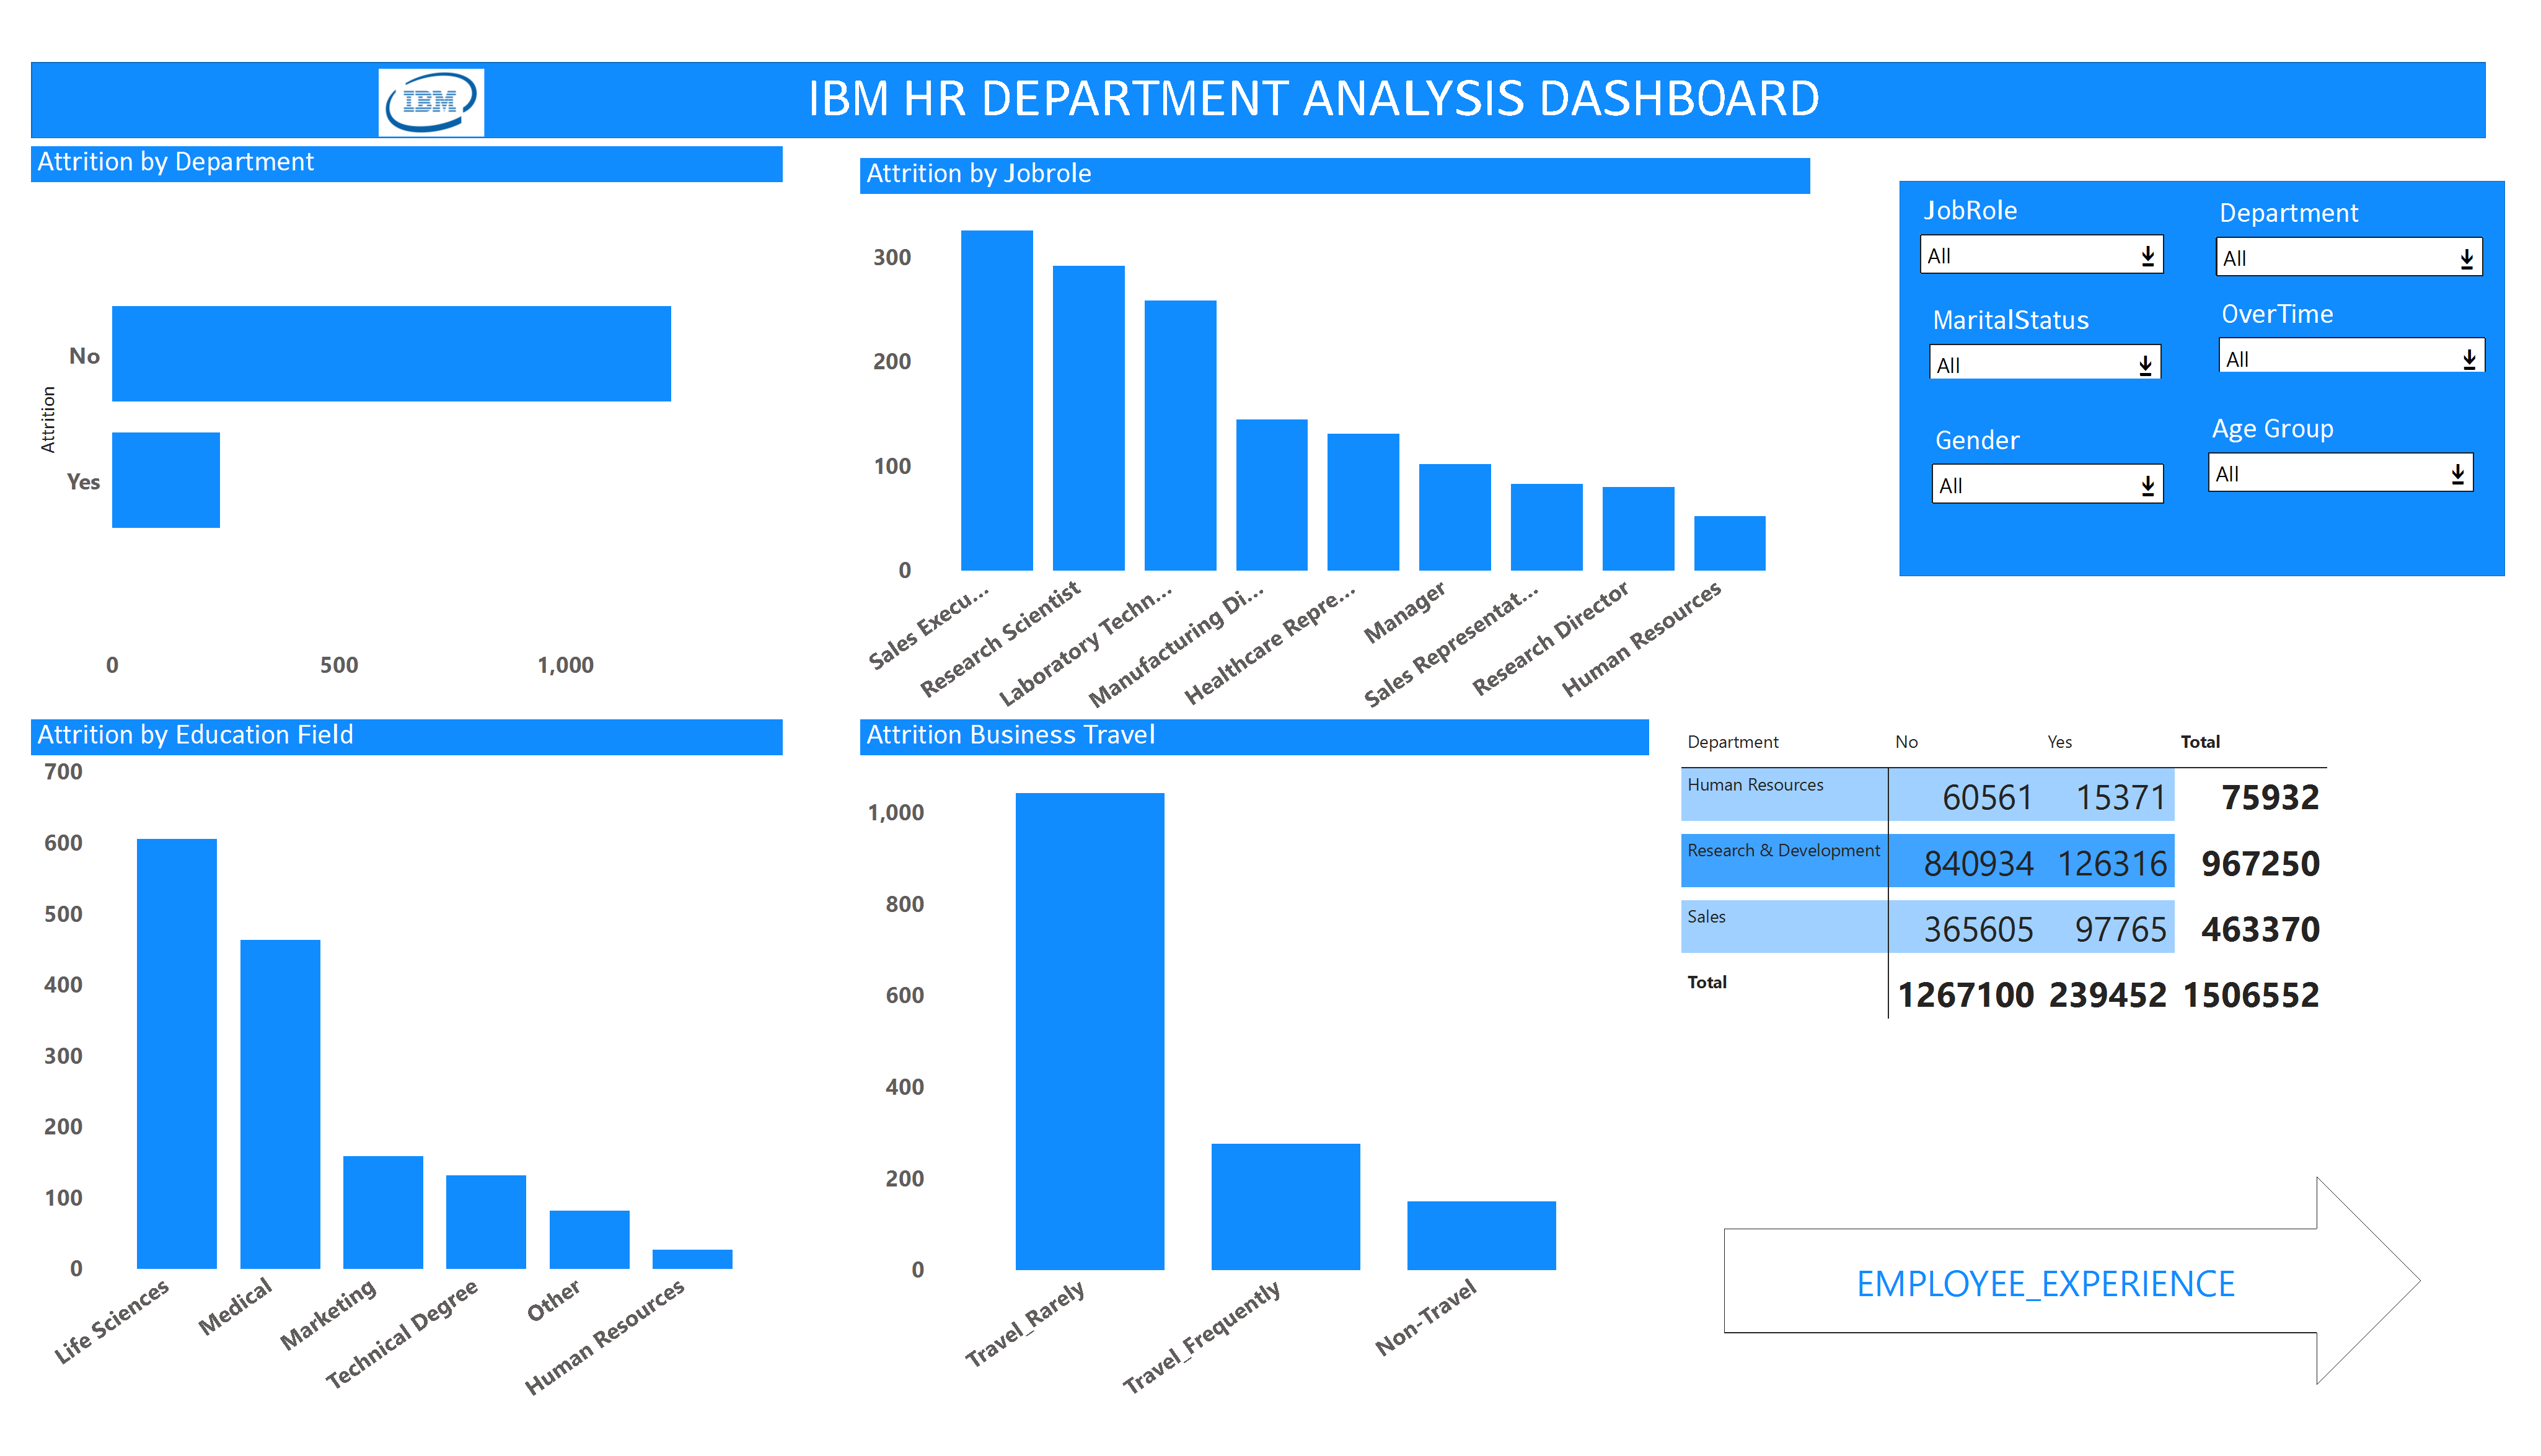 IBM
IBM HR DEPARTMENT ANALYSIS DASHBOARD
Attrition by Department
Attrition
No
Yes
0 500 1,000
Attrition by Jobrole
300
200
100
0
Sales Execu...
Research Scientist
Laboratory Techn...
Manufacturing Di...
Healthcare Repre...
Manager
Sales Representat...
Research Director
Human Resources
JobRole
All
Department
All
MaritalStatus
All
OverTime
All
Gender
All
Age Group
All
Attrition by Education Field
700
600
500
400
300
200
100
0
Life Sciences
Medical
Marketing
Technical Degree
Other
Human Resources
Attrition Business Travel
1,000
800
600
400
200
0
Travel_Rarely
Travel_Frequently
Non-Travel
Department No Yes Total
Human Resources 60561 15371 75932
Research & Development 840934 126316 967250
Sales 365605 97765 463370
Total 1267100 239452 1506552
EMPLOYEE_EXPERIENCE